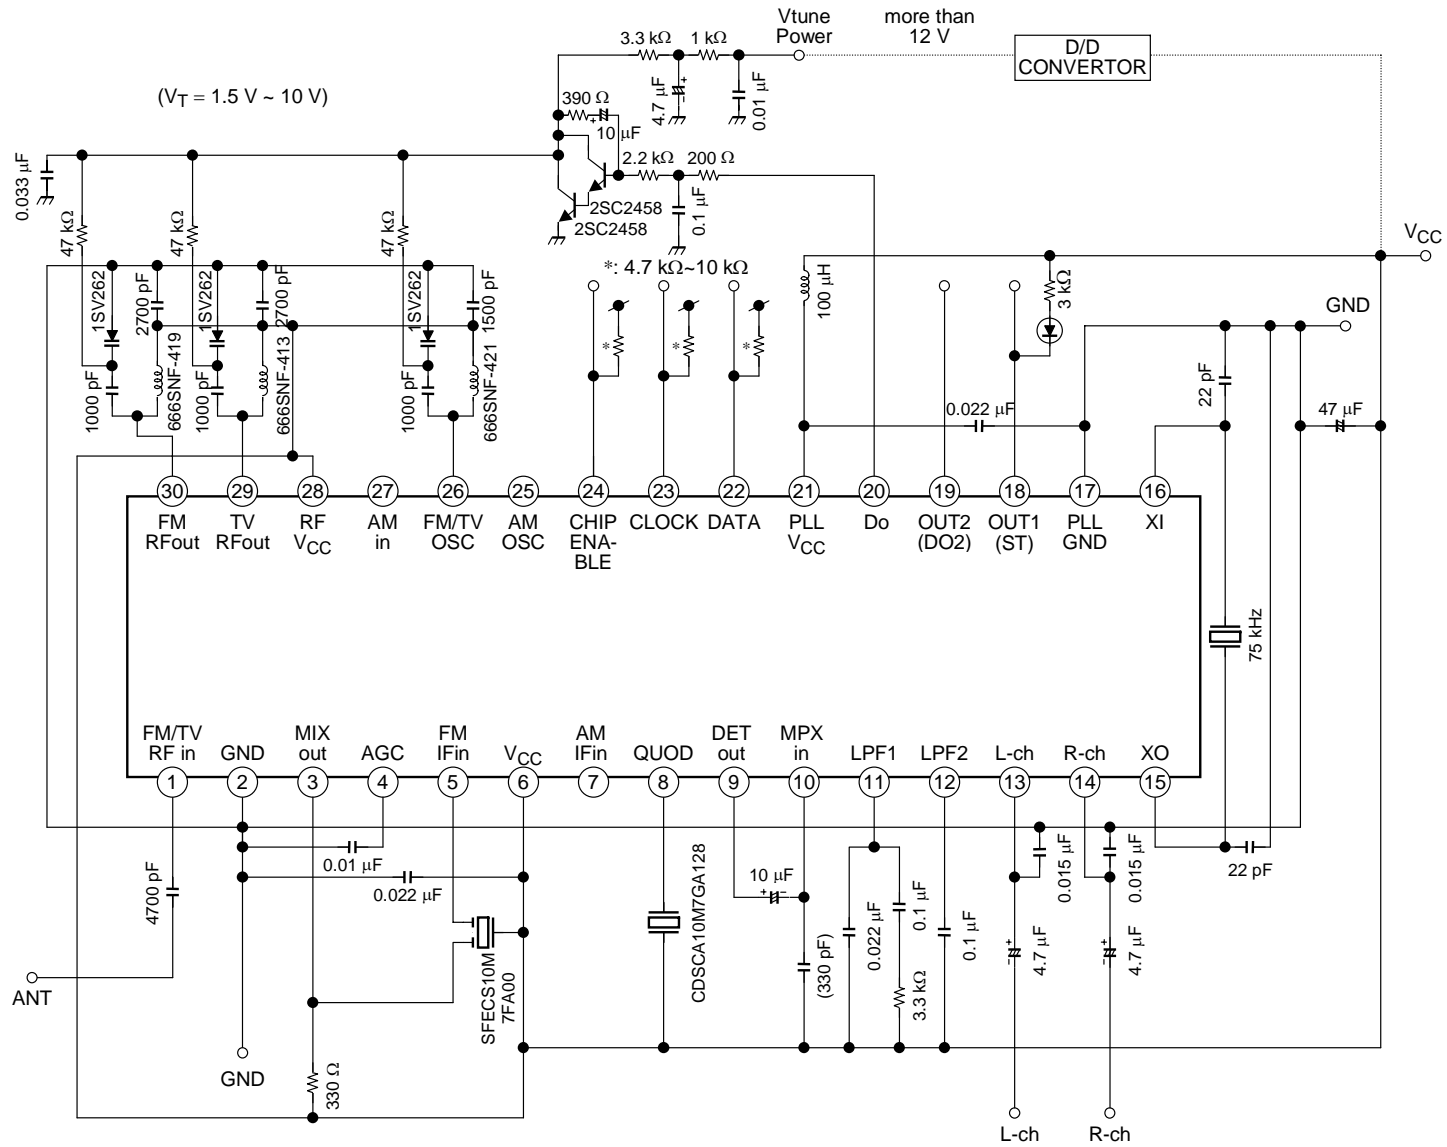 Vtune
Power
more than
12 V
D/D
CONVERTOR
3.3 kΩ
1 kΩ
4.7 μF
0.01 μF
(VT = 1.5 V ~ 10 V)
390 Ω
10 μF
2.2 kΩ
200 Ω
0.1 μF
2SC2458
2SC2458
0.033 μF
47 kΩ
47 kΩ
47 kΩ
VCC
*: 4.7 kΩ~10 kΩ
100 μH
3 kΩ
GND
1SV262
2700 pF
1SV262
2700 pF
1SV262
1500 pF
*
*
*
1000 pF
666SNF-419
1000 pF
666SNF-413
1000 pF
666SNF-421
0.022 μF
22 pF
47 μF
30
29
28
27
26
25
24
23
22
21
20
19
18
17
16
FM
RFout
TV
RFout
RF
VCC
AM
in
FM/TV
OSC
AM
OSC
CHIP
ENA-
BLE
CLOCK
DATA
PLL
VCC
Do
OUT2
(DO2)
OUT1
(ST)
PLL
GND
XI
75 kHz
FM/TV
RF in
GND
MIX
out
AGC
FM
IFin
VCC
AM
IFin
QUOD
DET
out
MPX
in
LPF1
LPF2
L-ch
R-ch
XO
1
2
3
4
5
6
7
8
9
10
11
12
13
14
15
4700 pF
0.01 μF
0.022 μF
SFECS10M
7FA00
CDSCA10M7GA128
10 μF
(330 pF)
0.022 μF
0.1 μF
3.3 kΩ
0.1 μF
0.015 μF
0.015 μF
22 pF
4.7 μF
4.7 μF
ANT
GND
330 Ω
L-ch
R-ch